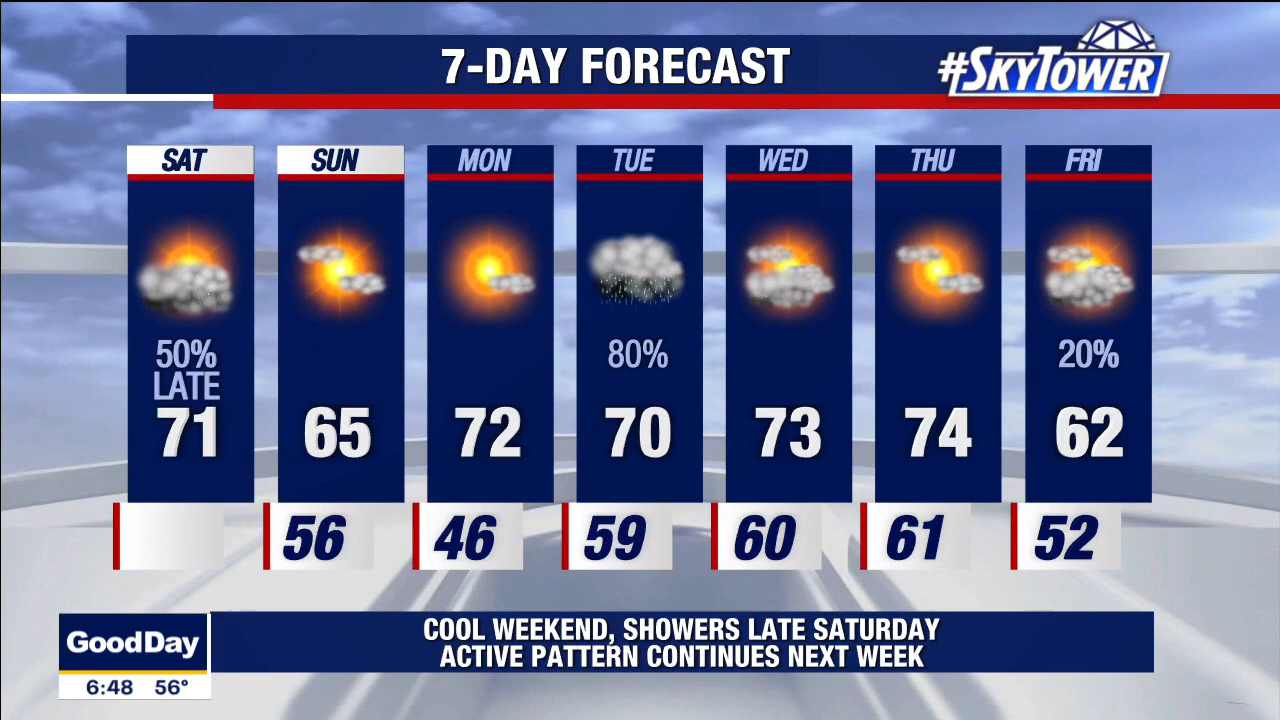 7-DAY FORECAST
#SKYTOWER
SAT SUN MON TUE WED THU FRI
50% LATE 80% 20%
71 65 72 70 73 74 62
56 46 59 60 61 52
COOL WEEKEND, SHOWERS LATE SATURDAY
ACTIVE PATTERN CONTINUES NEXT WEEK
GoodDay
6:48 56°